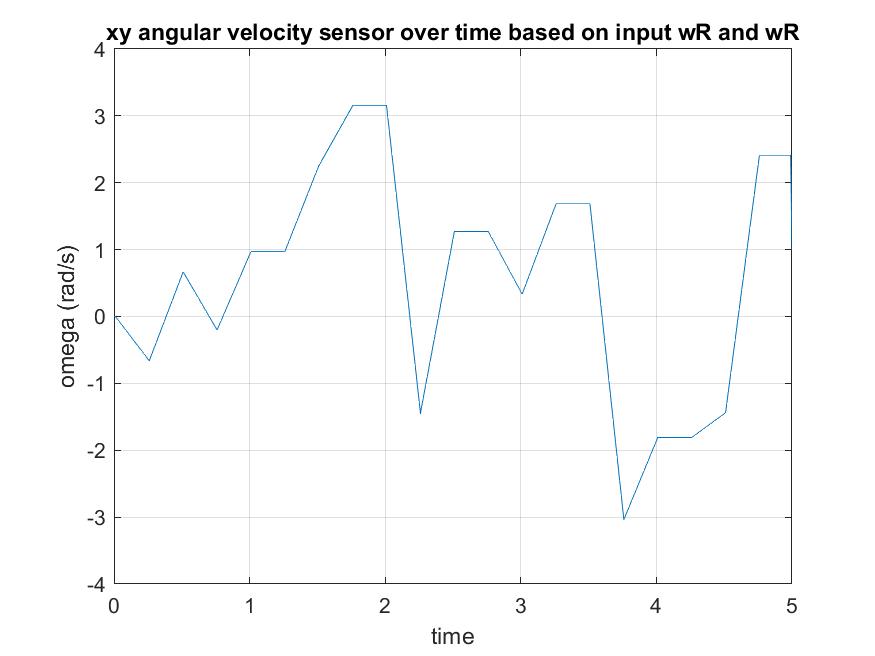 xy angular velocity sensor over time based on input wR and wR
4
3
2
1
0
-1
-2
-3
-4
omega (rad/s)
0 1 2 3 4 5
time